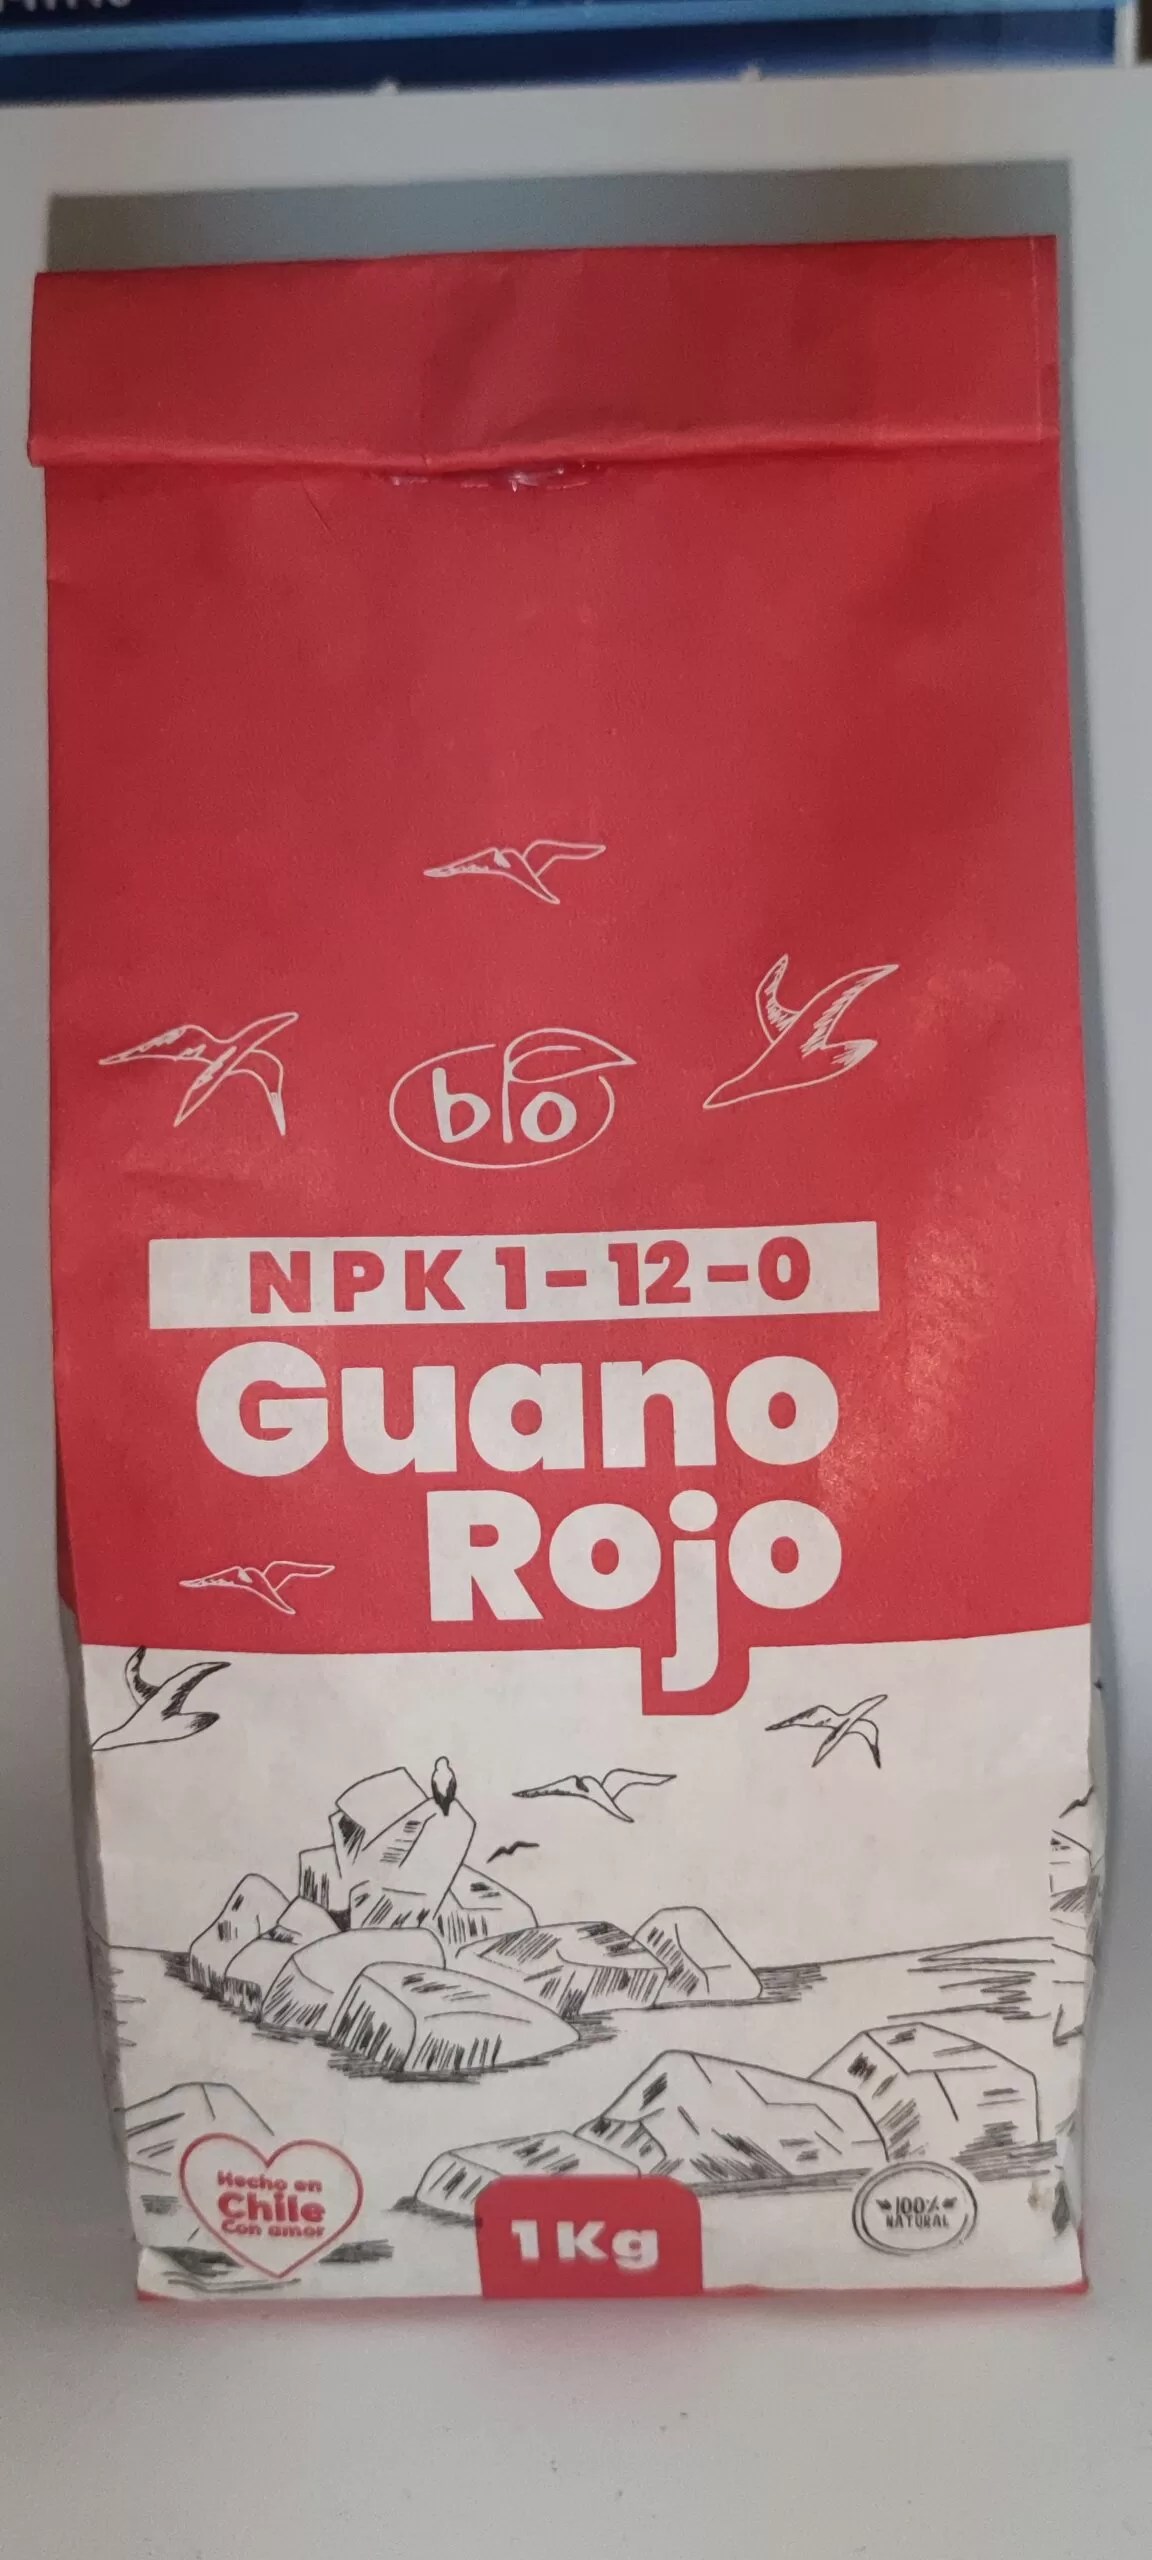 bio
NPK 1-12-0
Guano
Rojo
Hecho en
Chile
Con amor
1Kg
100%
NATURAL